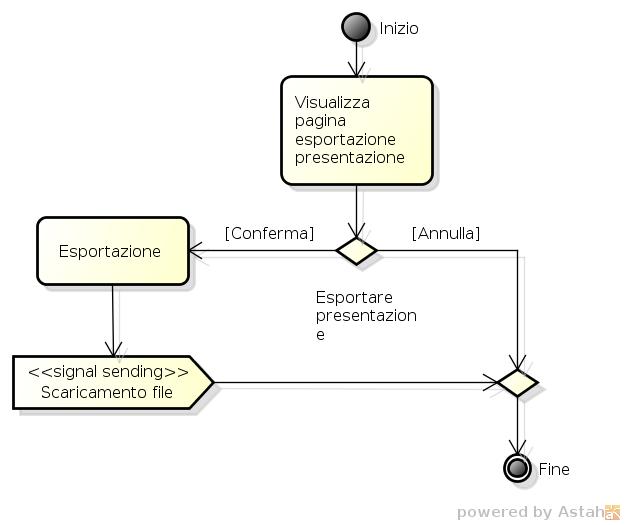 Inizio
Visualizza
pagina
esportazione
presentazione
[Conferma]
[Annulla]
Esportazione
Esportare
presentazion
e
<<signal sending>>
Scaricamento file
Fine
powered by Astah